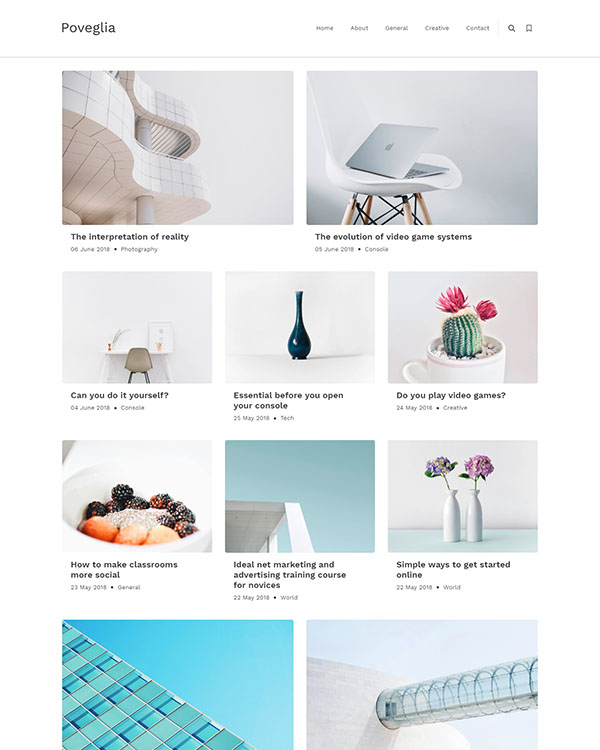 Poveglia
Home About General Creative Contact
The interpretation of reality
06 June 2018 • Photography
The evolution of video game systems
05 June 2018 • Console
Can you do it yourself?
04 June 2018 • Console
Essential before you open
your console
25 May 2018 • Tech
Do you play video games?
24 May 2018 • Creative
How to make classrooms
more social
23 May 2018 • General
Ideal net marketing and
advertising training course
for novices
22 May 2018 • World
Simple ways to get started
online
22 May 2018 • World